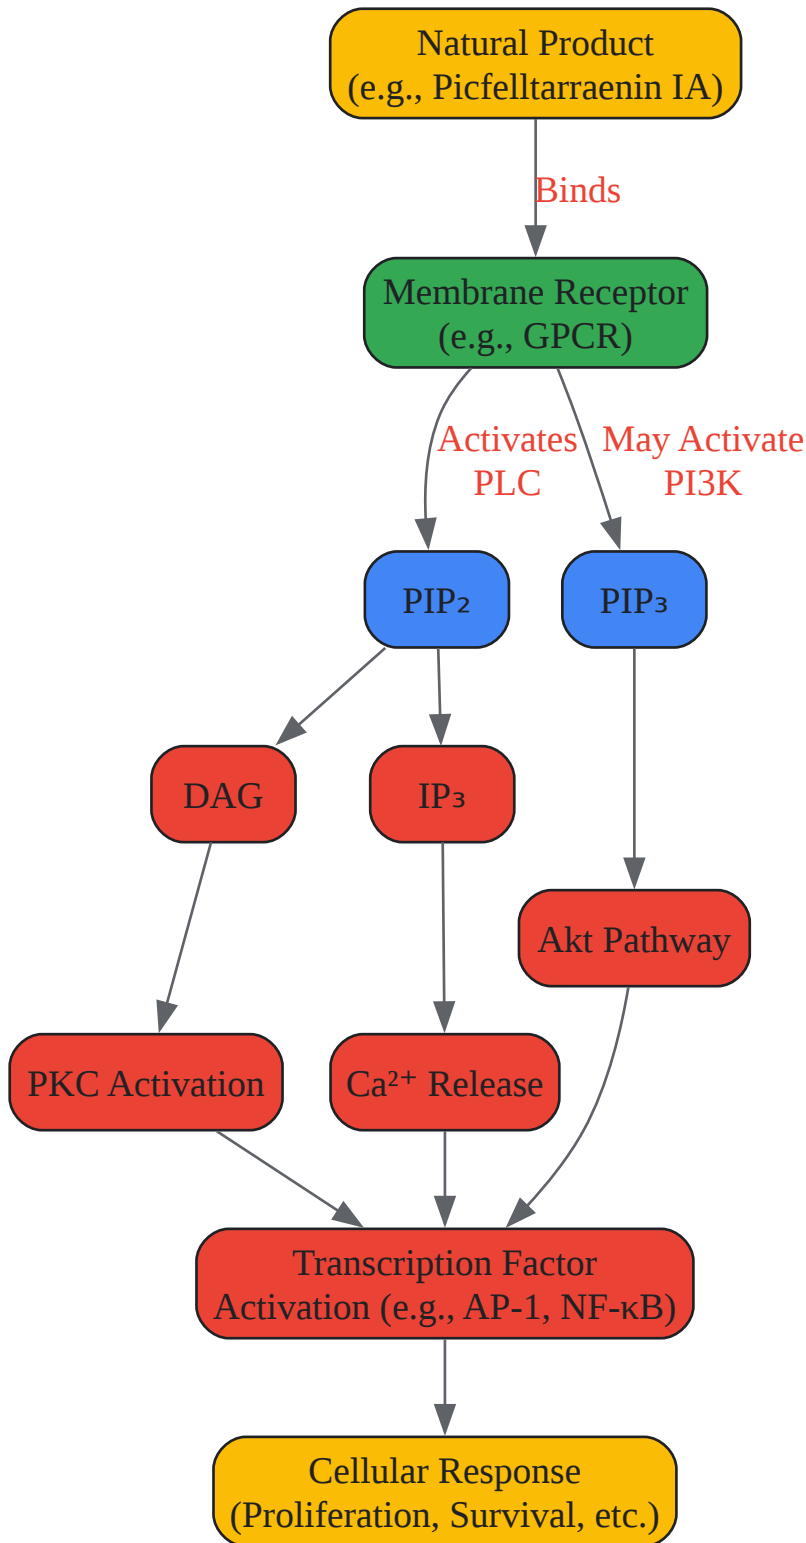 Natural Product
(e.g., Picfelltarraenin IA)
Binds
Membrane Receptor
(e.g., GPCR)
Activates
PLC
May Activate
PI3K
PIP₂
PIP₃
DAG
IP₃
Akt Pathway
PKC Activation
Ca²⁺ Release
Transcription Factor
Activation (e.g., AP-1, NF-κB)
Cellular Response
(Proliferation, Survival, etc.)